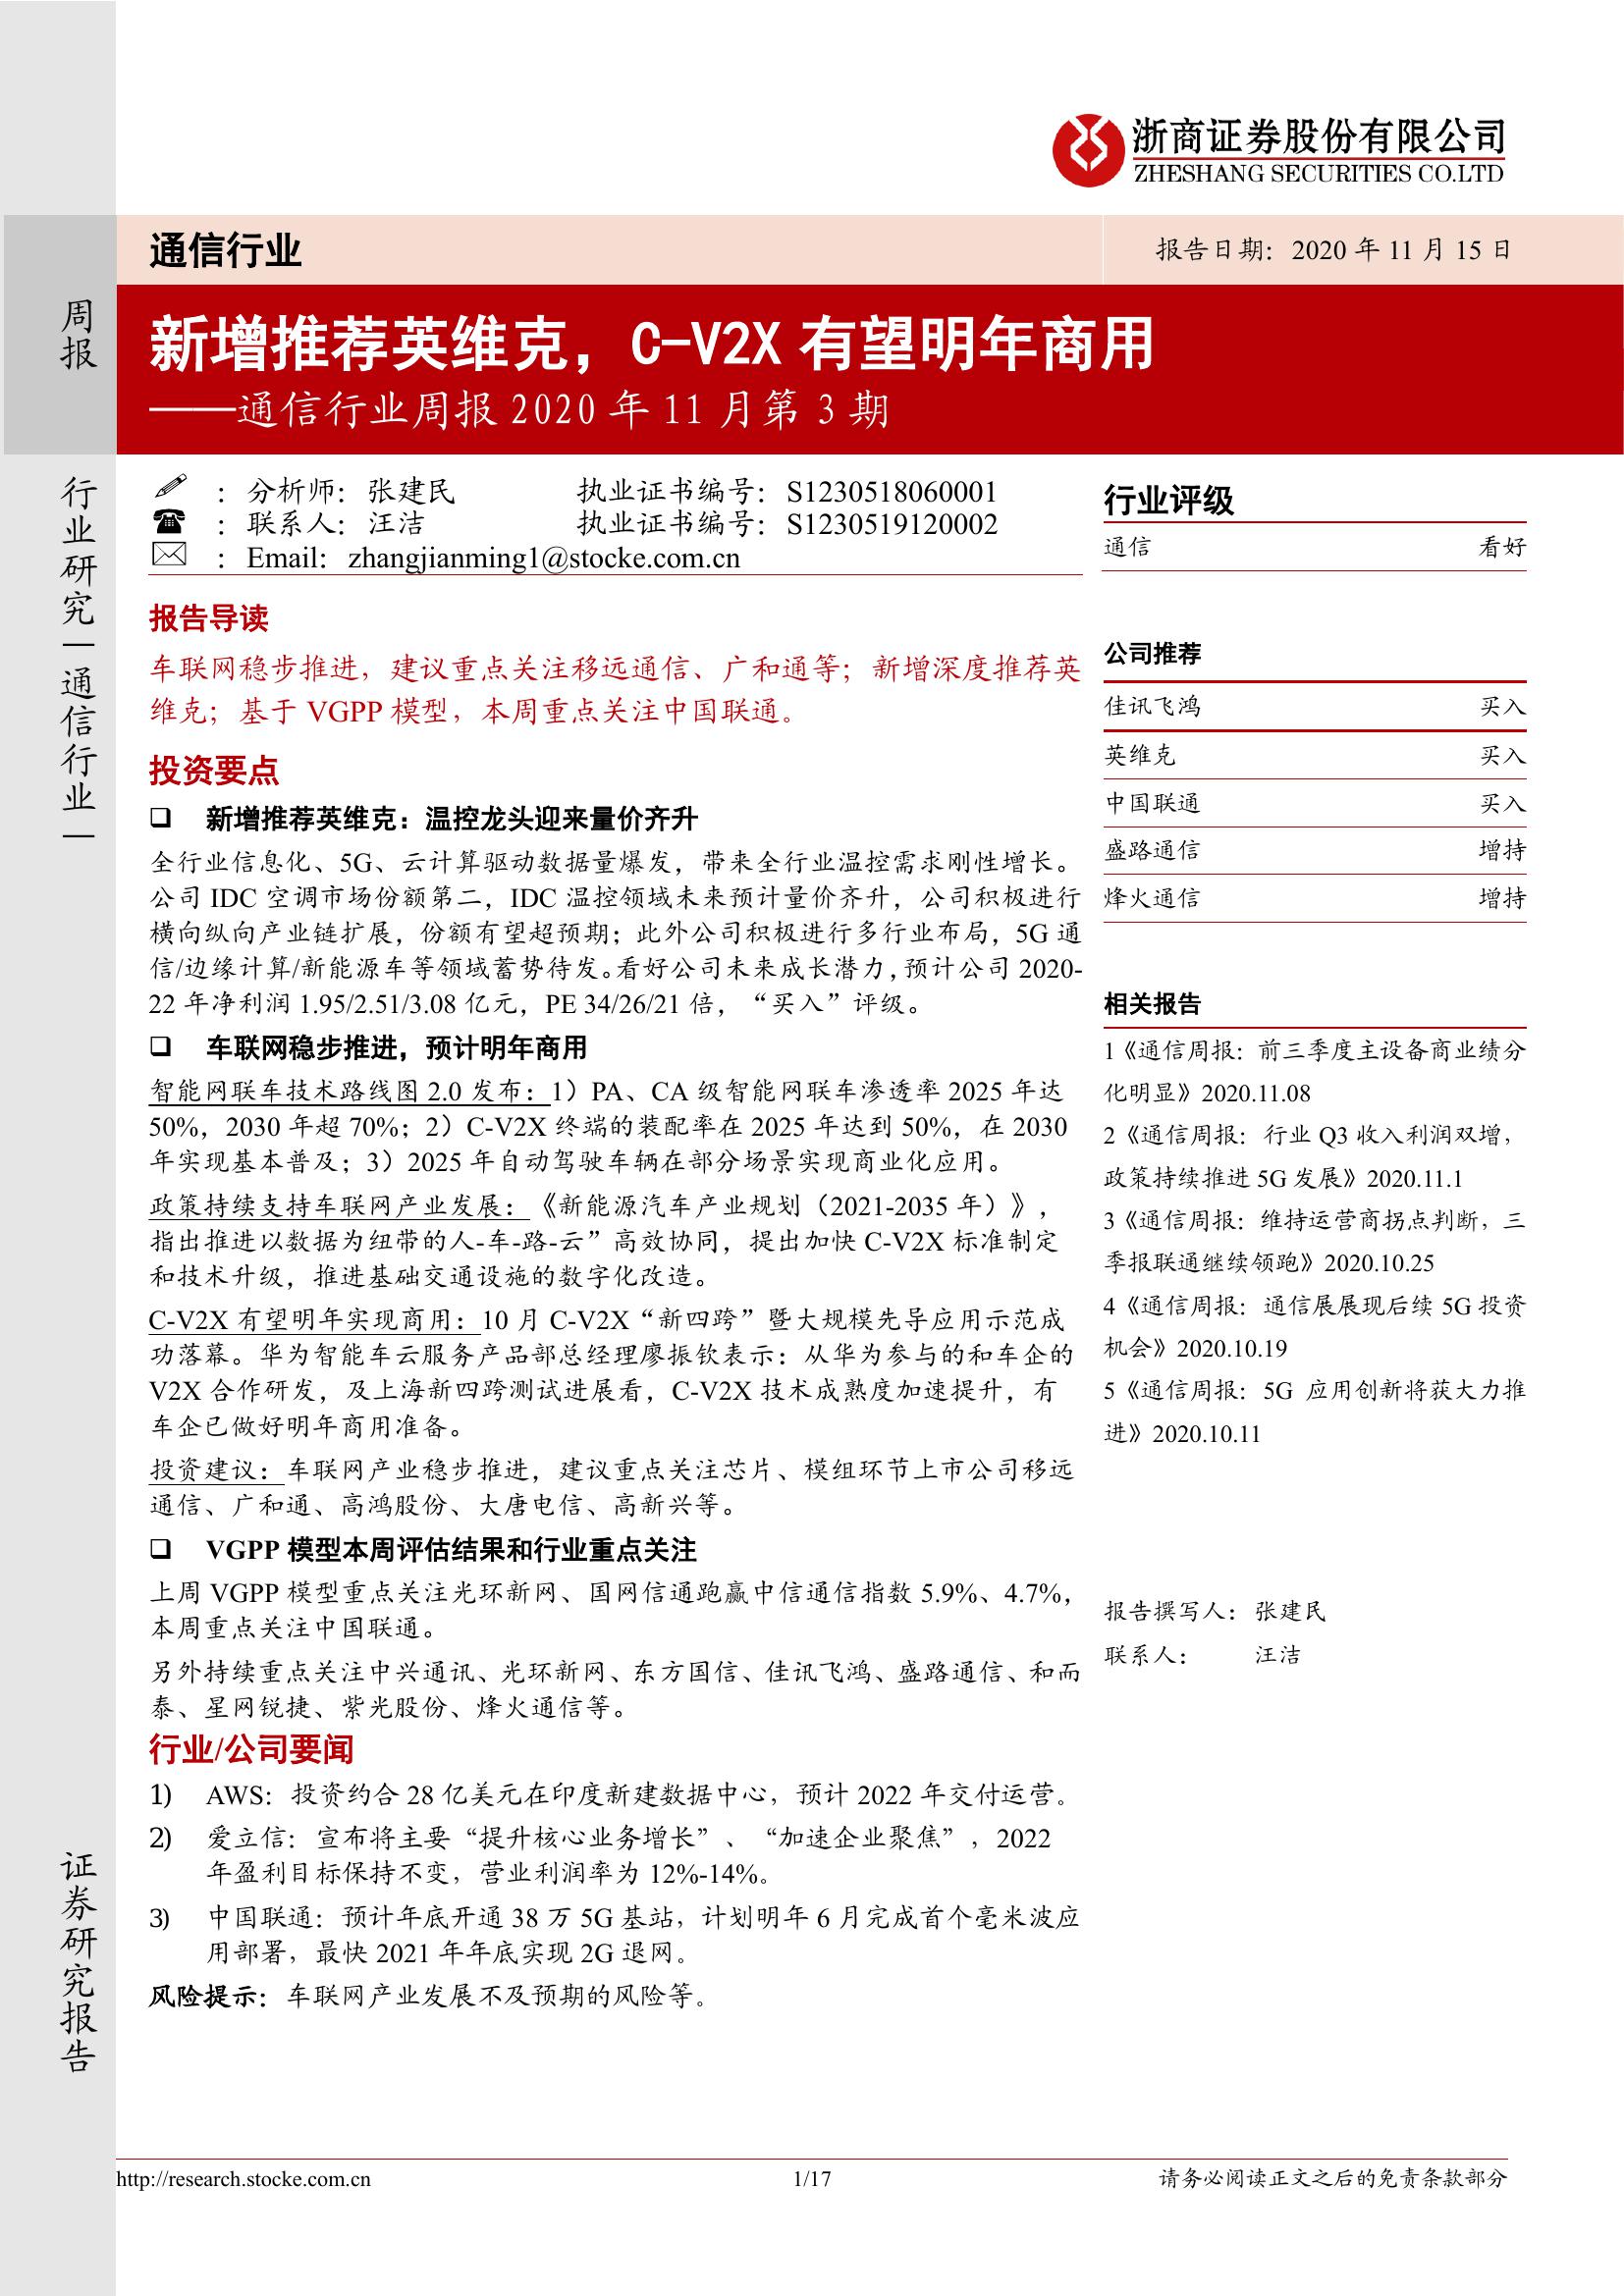 浙商证券股份有限公司
ZHESHANG SECURITIES CO.LTD
通信行业
报告日期：2020 年 11 月 15 日
周报
新增推荐英维克，C-V2X 有望明年商用
——通信行业周报 2020 年 11 月第 3 期
行业研究|通信行业|
证券研究报告
：分析师：张建民 执业证书编号：S1230518060001
：联系人：汪洁 执业证书编号：S1230519120002
：Email：zhangjianming1@stocke.com.cn
报告导读
车联网稳步推进，建议重点关注移远通信、广和通等；新增深度推荐英
维克；基于 VGPP 模型，本周重点关注中国联通。
投资要点
❑ 新增推荐英维克：温控龙头迎来量价齐升
全行业信息化、5G、云计算驱动数据量爆发，带来全行业温控需求刚性增长。
公司 IDC 空调市场份额第二，IDC 温控领域未来预计量价齐升，公司积极进行
横向纵向产业链扩展，份额有望超预期；此外公司积极进行多行业布局，5G 通
信/边缘计算/新能源车等领域蓄势待发。看好公司未来成长潜力，预计公司 2020-
22 年净利润 1.95/2.51/3.08 亿元，PE 34/26/21 倍，“买入”评级。
❑ 车联网稳步推进，预计明年商用
智能网联车技术路线图 2.0 发布：1）PA、CA 级智能网联车渗透率 2025 年达
50%，2030 年超 70%；2）C-V2X 终端的装配率在 2025 年达到 50%，在 2030
年实现基本普及；3）2025 年自动驾驶车辆在部分场景实现商业化应用。
政策持续支持车联网产业发展：《新能源汽车产业规划（2021-2035 年）》，
指出推进以数据为纽带的人-车-路-云”高效协同，提出加快 C-V2X 标准制定
和技术升级，推进基础交通设施的数字化改造。
C-V2X 有望明年实现商用：10 月 C-V2X“新四跨”暨大规模先导应用示范成
功落幕。华为智能车云服务产品部总经理廖振钦表示：从华为参与的和车企的
V2X 合作研发，及上海新四跨测试进展看，C-V2X 技术成熟度加速提升，有
车企已做好明年商用准备。
投资建议：车联网产业稳步推进，建议重点关注芯片、模组环节上市公司移远
通信、广和通、高鸿股份、大唐电信、高新兴等。
❑ VGPP 模型本周评估结果和行业重点关注
上周 VGPP 模型重点关注光环新网、国网信通跑赢中信通信指数 5.9%、4.7%，
本周重点关注中国联通。
另外持续重点关注中兴通讯、光环新网、东方国信、佳讯飞鸿、盛路通信、和而
泰、星网锐捷、紫光股份、烽火通信等。
行业/公司要闻
1) AWS：投资约合 28 亿美元在印度新建数据中心，预计 2022 年交付运营。
2) 爱立信：宣布将主要“提升核心业务增长”、“加速企业聚焦”，2022
年盈利目标保持不变，营业利润率为 12%-14%。
3) 中国联通：预计年底开通 38 万 5G 基站，计划明年 6 月完成首个毫米波应
用部署，最快 2021 年年底实现 2G 退网。
风险提示：车联网产业发展不及预期的风险等。
行业评级
通信 看好
公司推荐
佳讯飞鸿 买入
英维克 买入
中国联通 买入
盛路通信 增持
烽火通信 增持
相关报告
1《通信周报：前三季度主设备商业绩分
化明显》2020.11.08
2《通信周报：行业 Q3 收入利润双增，
政策持续推进 5G 发展》2020.11.1
3《通信周报：维持运营商拐点判断，三
季报联通继续领跑》2020.10.25
4《通信周报：通信展展现后续 5G 投资
机会》2020.10.19
5《通信周报：5G 应用创新将获大力推
进》2020.10.11
报告撰写人：张建民
联系人： 汪洁
http://research.stocke.com.cn 1/17 请务必阅读正文之后的免责条款部分